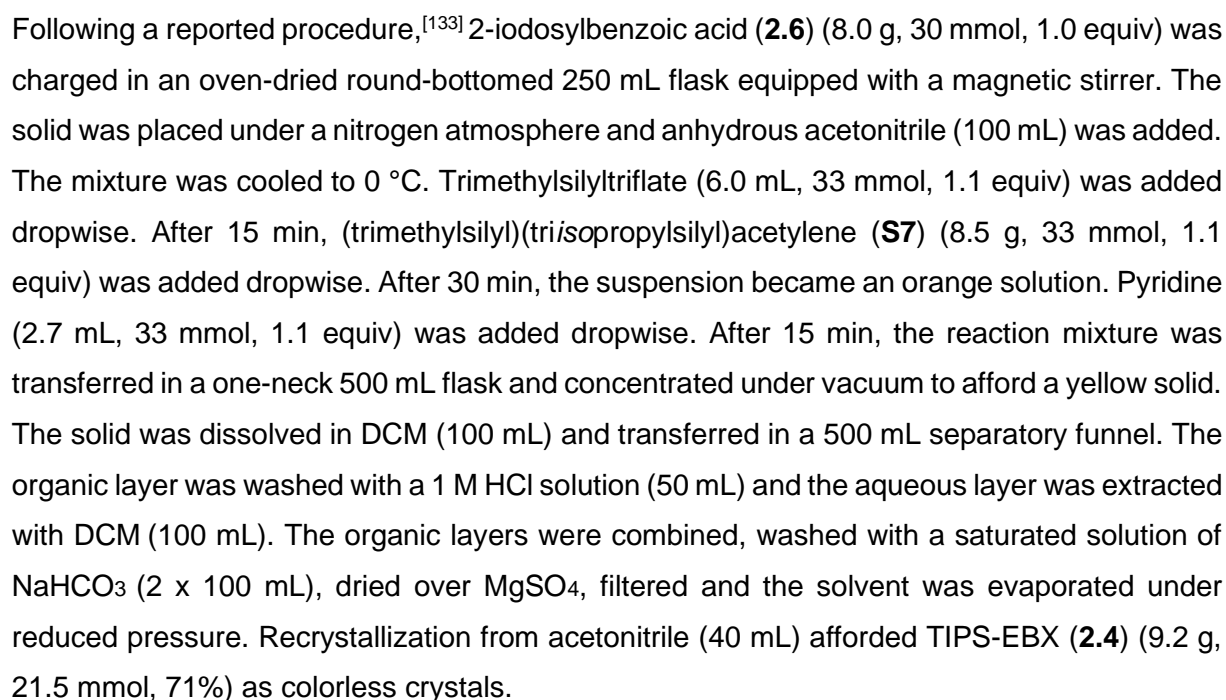 Following a reported procedure,[133] 2-iodosylbenzoic acid (2.6) (8.0 g, 30 mmol, 1.0 equiv) was
charged in an oven-dried round-bottomed 250 mL flask equipped with a magnetic stirrer. The
solid was placed under a nitrogen atmosphere and anhydrous acetonitrile (100 mL) was added.
The mixture was cooled to 0 °C. Trimethylsilyltriflate (6.0 mL, 33 mmol, 1.1 equiv) was added
dropwise. After 15 min, (trimethylsilyl)(triisopropylsilyl)acetylene (S7) (8.5 g, 33 mmol, 1.1
equiv) was added dropwise. After 30 min, the suspension became an orange solution. Pyridine
(2.7 mL, 33 mmol, 1.1 equiv) was added dropwise. After 15 min, the reaction mixture was
transferred in a one-neck 500 mL flask and concentrated under vacuum to afford a yellow solid.
The solid was dissolved in DCM (100 mL) and transferred in a 500 mL separatory funnel. The
organic layer was washed with a 1 M HCl solution (50 mL) and the aqueous layer was extracted
with DCM (100 mL). The organic layers were combined, washed with a saturated solution of
NaHCO3 (2 x 100 mL), dried over MgSO4, filtered and the solvent was evaporated under
reduced pressure. Recrystallization from acetonitrile (40 mL) afforded TIPS-EBX (2.4) (9.2 g,
21.5 mmol, 71%) as colorless crystals.